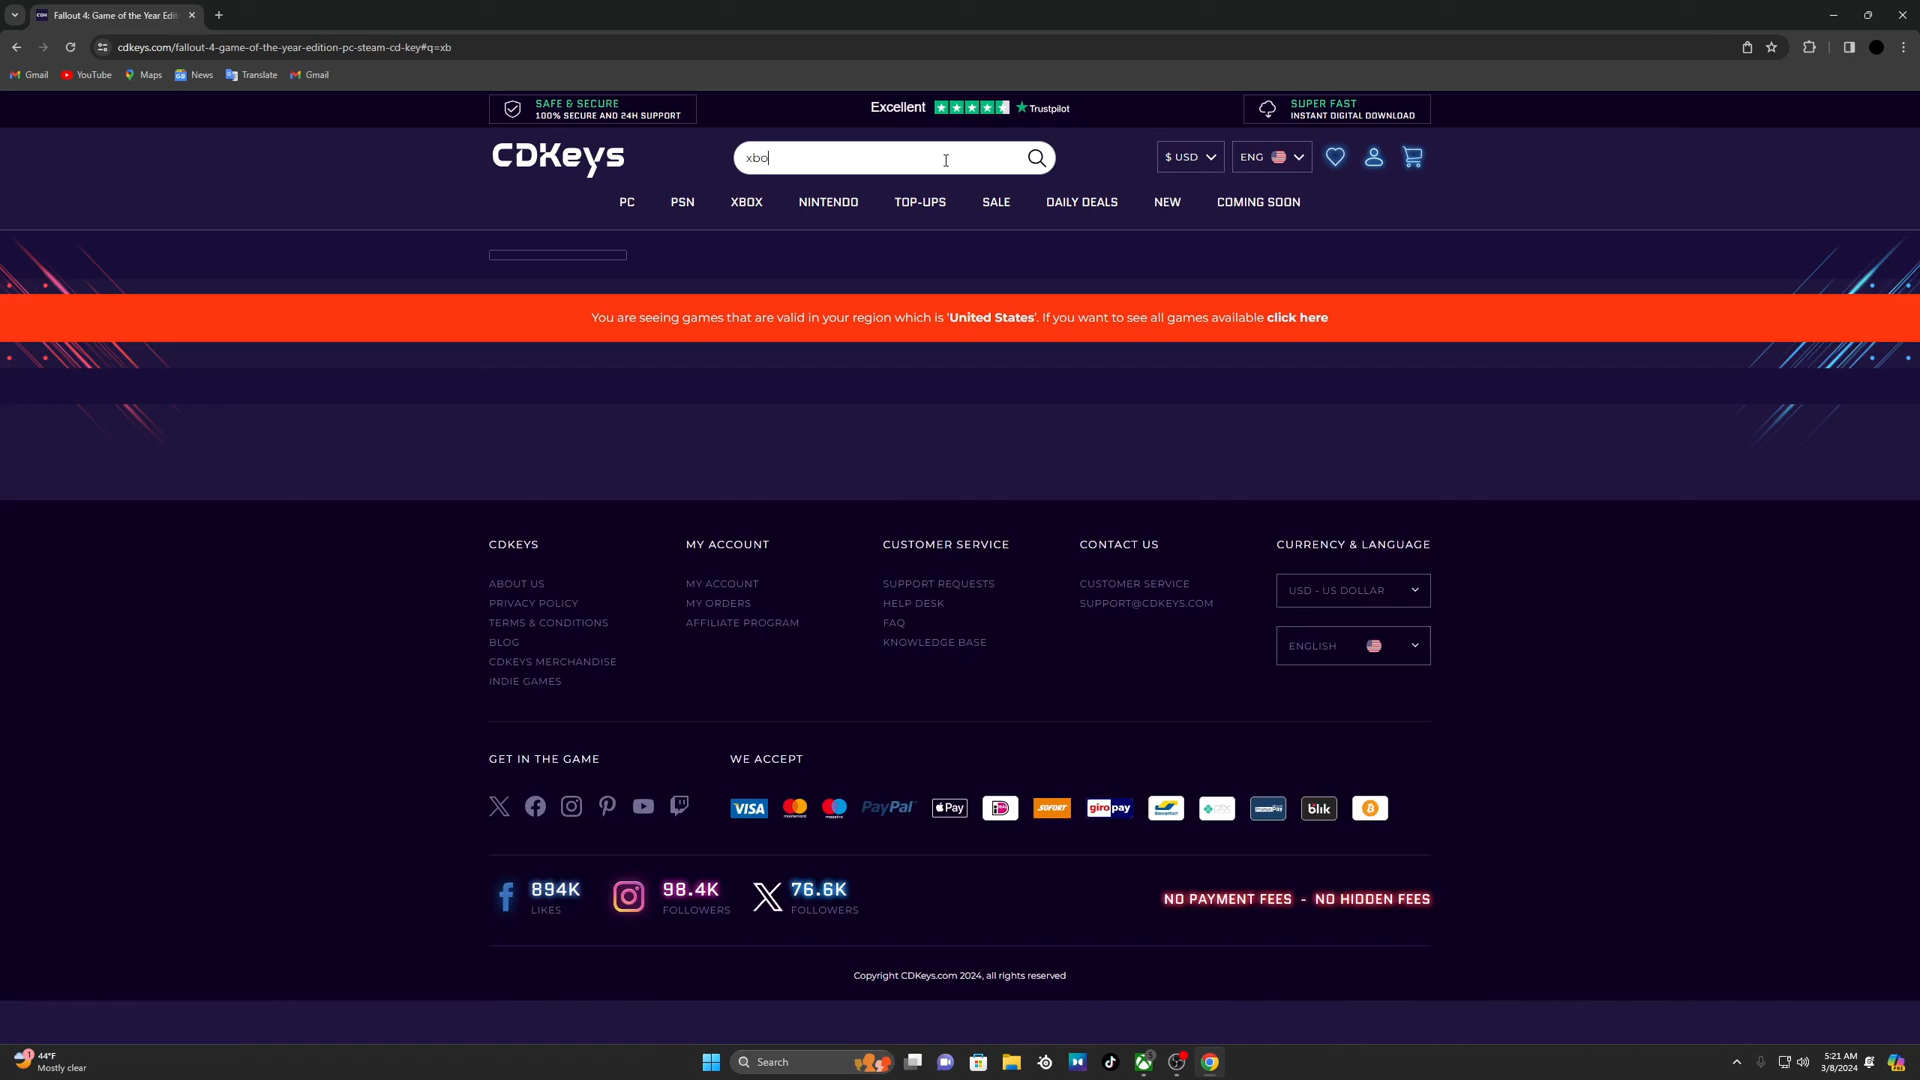 Fallout 4: Game of the Year Edit
cdkeys.com/fallout-4-game-of-the-year-edition-pc-steam-cd-key#q=xb
Gmail YouTube Maps News Translate Gmail
SAFE & SECURE
100% SECURE AND 24H SUPPORT
Excellent Trustpilot
SUPER FAST
INSTANT DIGITAL DOWNLOAD
CDKeys
xbo
$ USD
ENG
PC PSN XBOX NINTENDO TOP-UPS SALE DAILY DEALS NEW COMING SOON
You are seeing games that are valid in your region which is 'United States'. If you want to see all games available click here
CDKEYS
ABOUT US
PRIVACY POLICY
TERMS & CONDITIONS
BLOG
CDKEYS MERCHANDISE
INDIE GAMES
MY ACCOUNT
MY ACCOUNT
MY ORDERS
AFFILIATE PROGRAM
CUSTOMER SERVICE
SUPPORT REQUESTS
HELP DESK
FAQ
KNOWLEDGE BASE
CONTACT US
CUSTOMER SERVICE
SUPPORT@CDKEYS.COM
CURRENCY & LANGUAGE
USD - US DOLLAR
ENGLISH
GET IN THE GAME
WE ACCEPT
VISA mastercard maestro PayPal Pay SOFORT giropay Bancontact pix blik
894K
LIKES
98.4K
FOLLOWERS
76.6K
FOLLOWERS
NO PAYMENT FEES - NO HIDDEN FEES
Copyright CDKeys.com 2024, all rights reserved
44°F
Mostly clear
Search
5:21 AM
3/8/2024